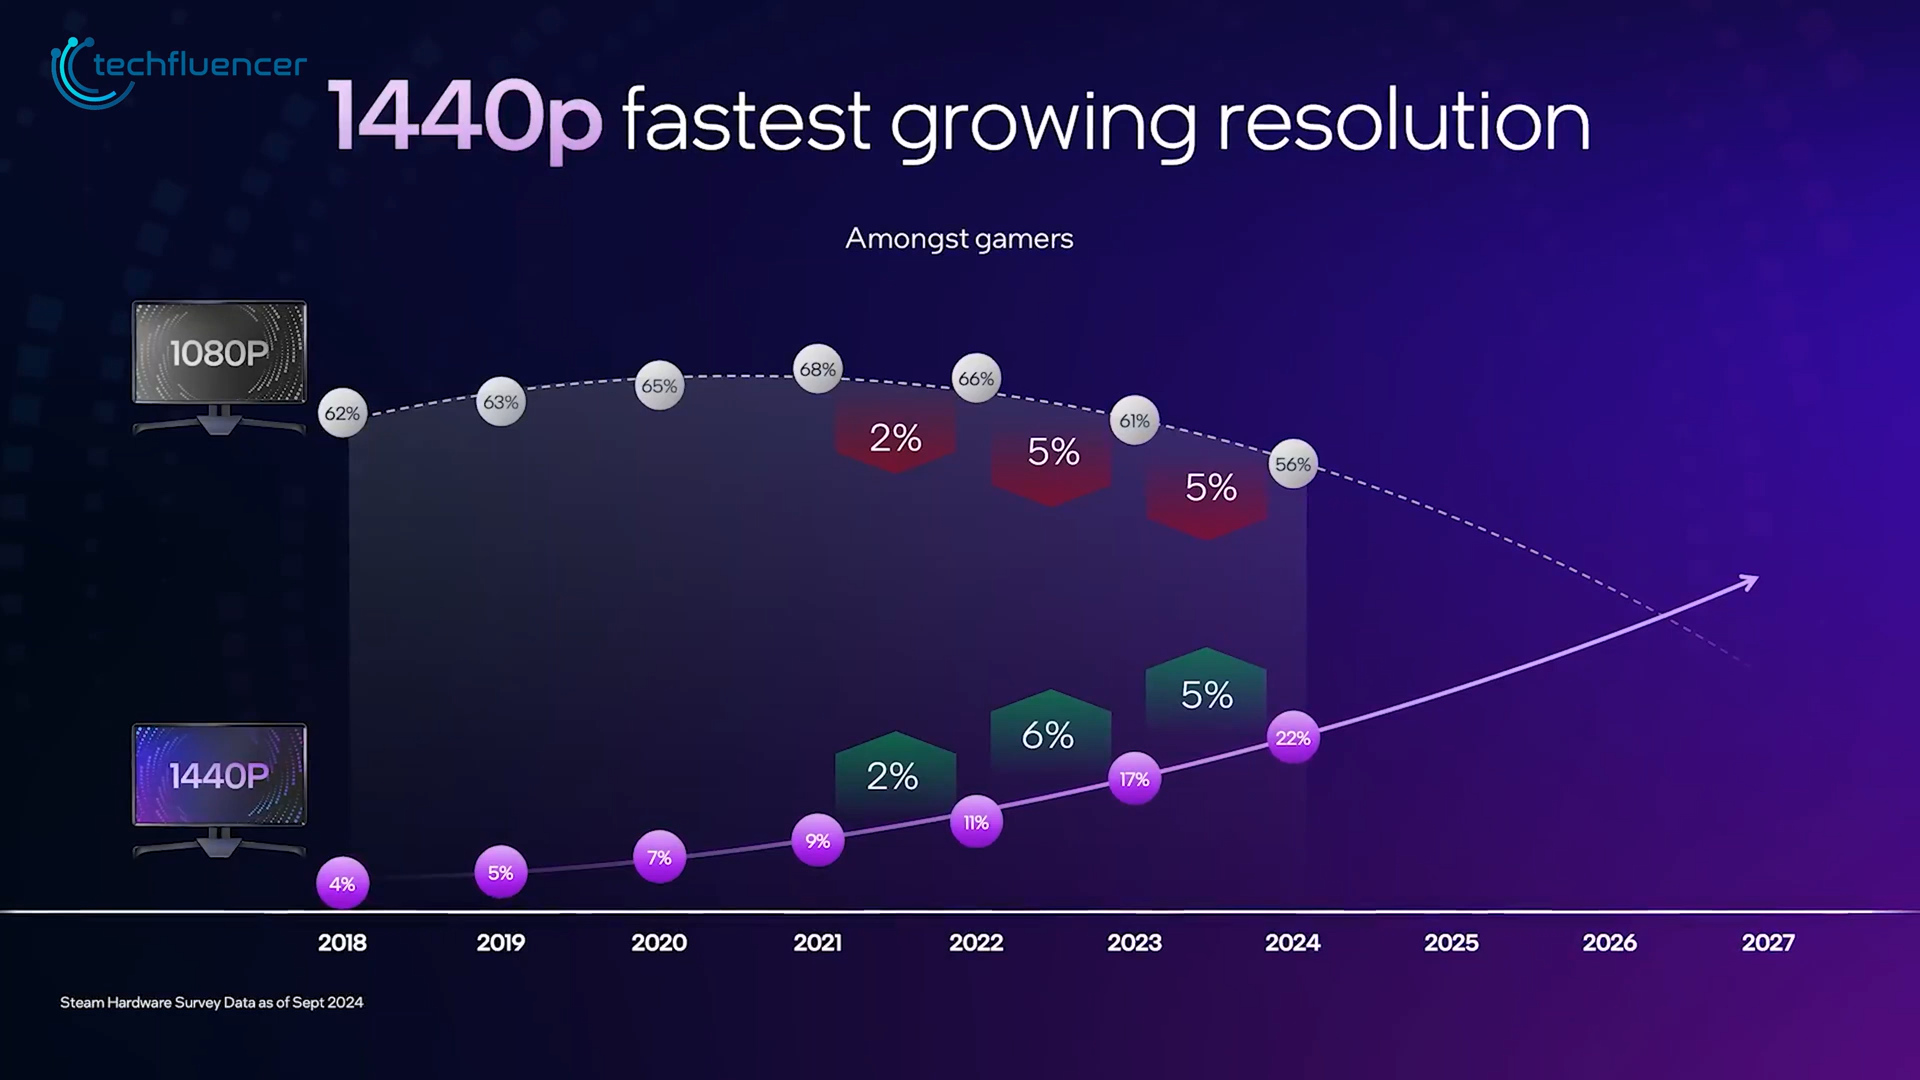 techfluencer
1440p fastest growing resolution
Amongst gamers
1080P
62%
63%
65%
68%
66%
61%
56%
2%
5%
5%
1440P
2%
6%
5%
4%
5%
7%
9%
11%
17%
22%
2018 2019 2020 2021 2022 2023 2024 2025 2026 2027
Steam Hardware Survey Data as of Sept 2024